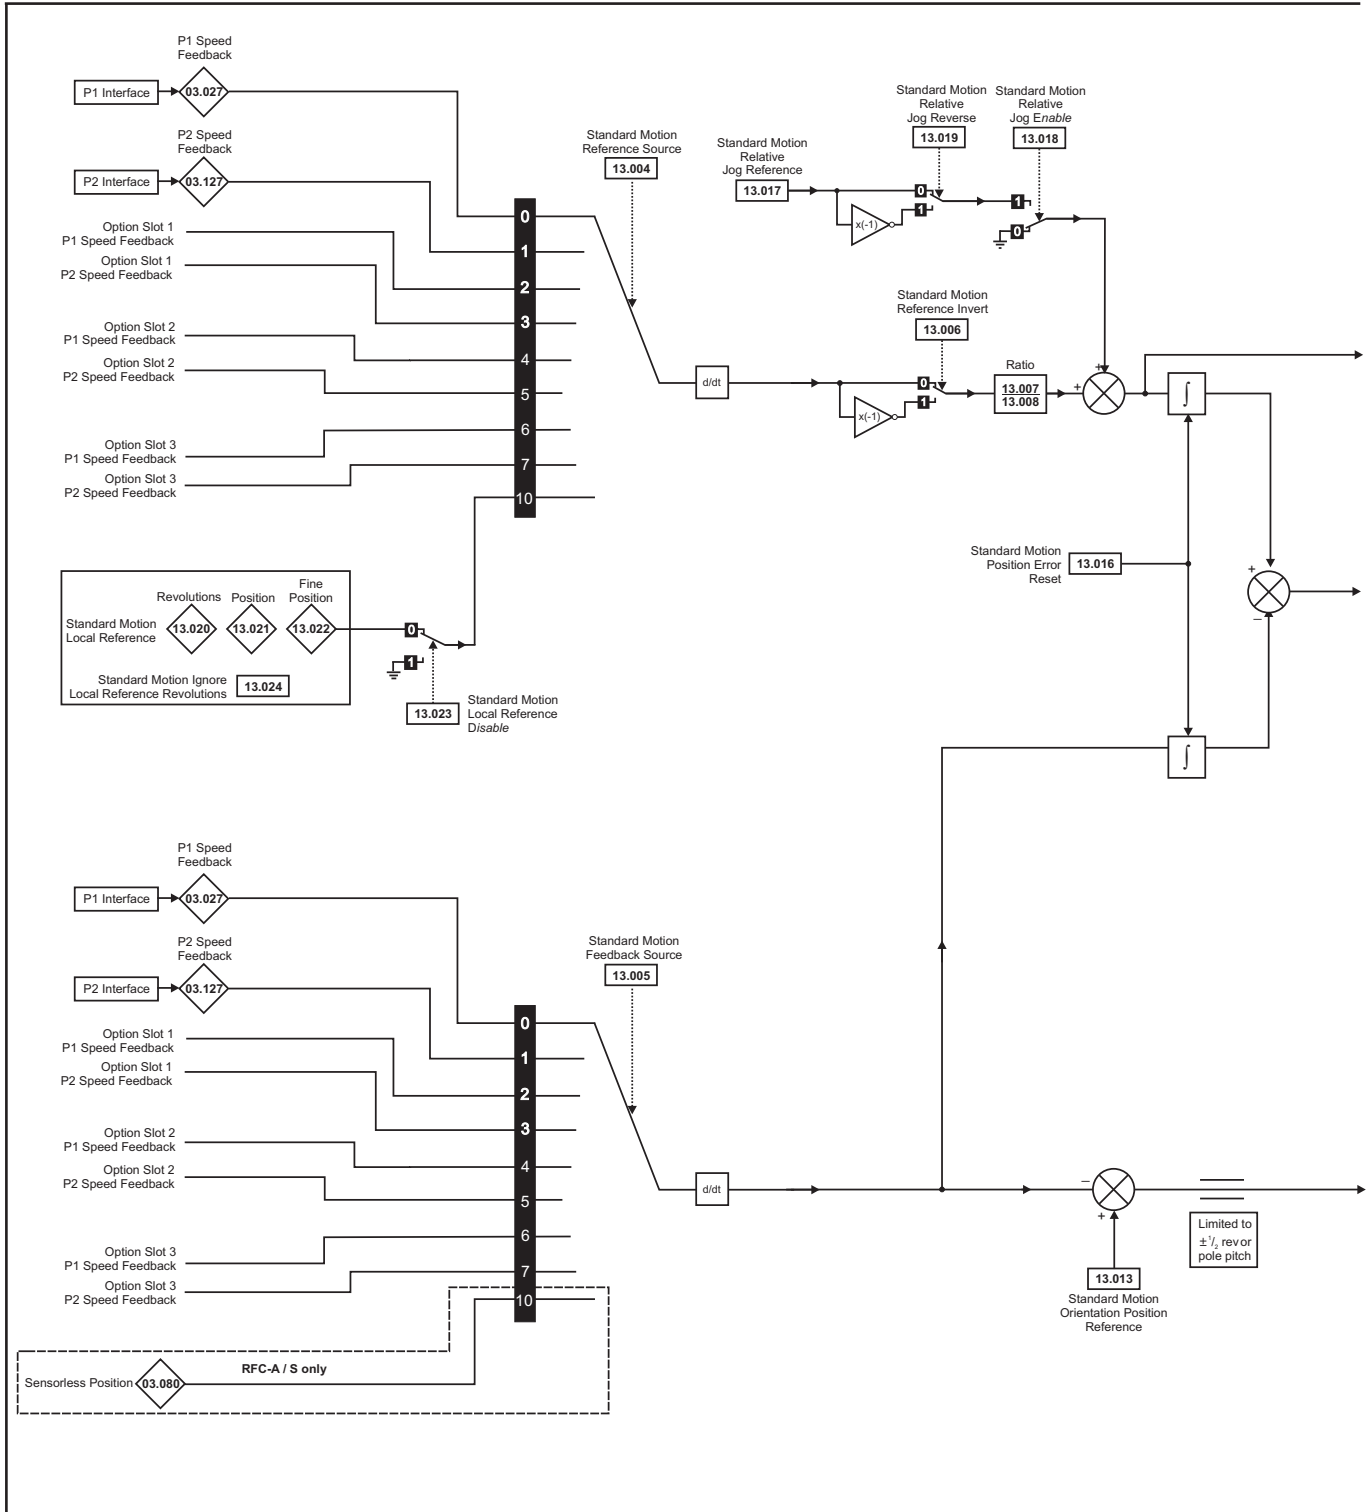 P1 Speed
Feedback
P1 Interface
03.027
P2 Speed
Feedback
P2 Interface
03.127
Option Slot 1
P1 Speed Feedback
Option Slot 1
P2 Speed Feedback
Option Slot 2
P1 Speed Feedback
Option Slot 2
P2 Speed Feedback
Option Slot 3
P1 Speed Feedback
Option Slot 3
P2 Speed Feedback
0
1
2
3
4
5
6
7
10
Standard Motion
Reference Source
13.004
d/dt
Standard Motion
Relative
Jog Reference
13.017
x(-1)
Standard Motion
Relative
Jog Reverse
13.019
0
1
Standard Motion
Relative
Jog Enable
13.018
1
0
Standard Motion
Reference Invert
13.006
0
1
x(-1)
Ratio
13.007
13.008
+
+
∫
Standard Motion
Position Error
Reset
13.016
+
−
∫
Revolutions
Position
Fine
Position
Standard Motion
Local Reference
13.020
13.021
13.022
Standard Motion Ignore
Local Reference Revolutions
13.024
0
1
13.023
Standard Motion
Local Reference
Disable
P1 Speed
Feedback
P1 Interface
03.027
P2 Speed
Feedback
P2 Interface
03.127
Option Slot 1
P1 Speed Feedback
Option Slot 1
P2 Speed Feedback
Option Slot 2
P1 Speed Feedback
Option Slot 2
P2 Speed Feedback
Option Slot 3
P1 Speed Feedback
Option Slot 3
P2 Speed Feedback
0
1
2
3
4
5
6
7
10
Standard Motion
Feedback Source
13.005
d/dt
−
+
13.013
Standard Motion
Orientation Position
Reference
Limited to
±1/2 rev or
pole pitch
RFC-A / S only
Sensorless Position
03.080